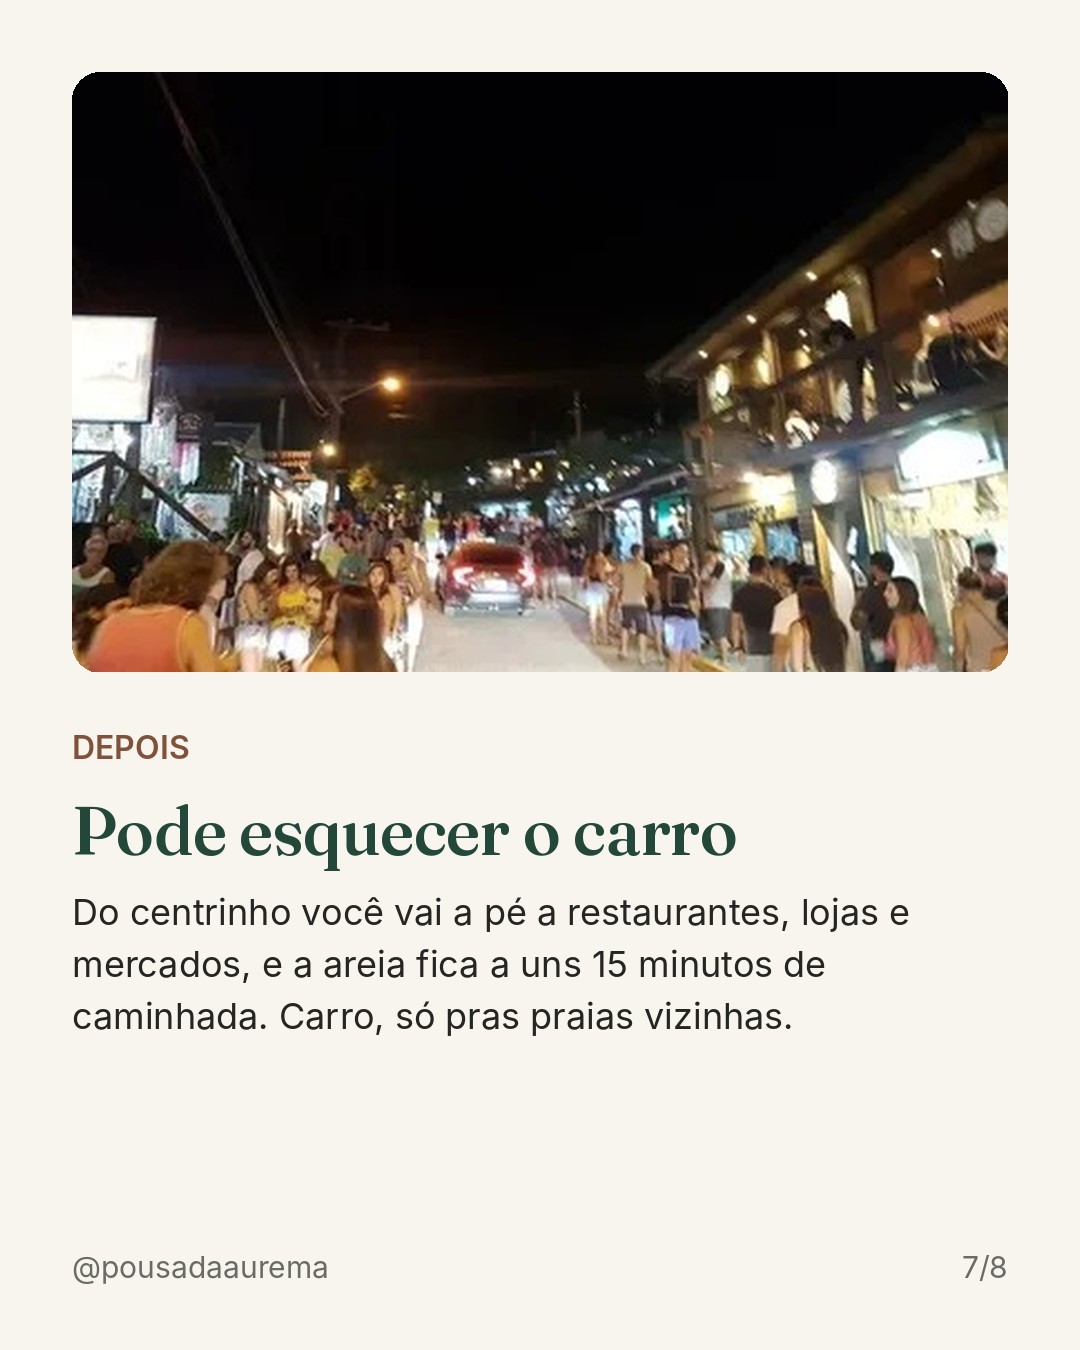 DEPOIS
Pode esquecer o carro
Do centrinho você vai a pé a restaurantes, lojas e
mercados, e a areia fica a uns 15 minutos de
caminhada. Carro, só pras praias vizinhas.
@pousadaaurema
7/8